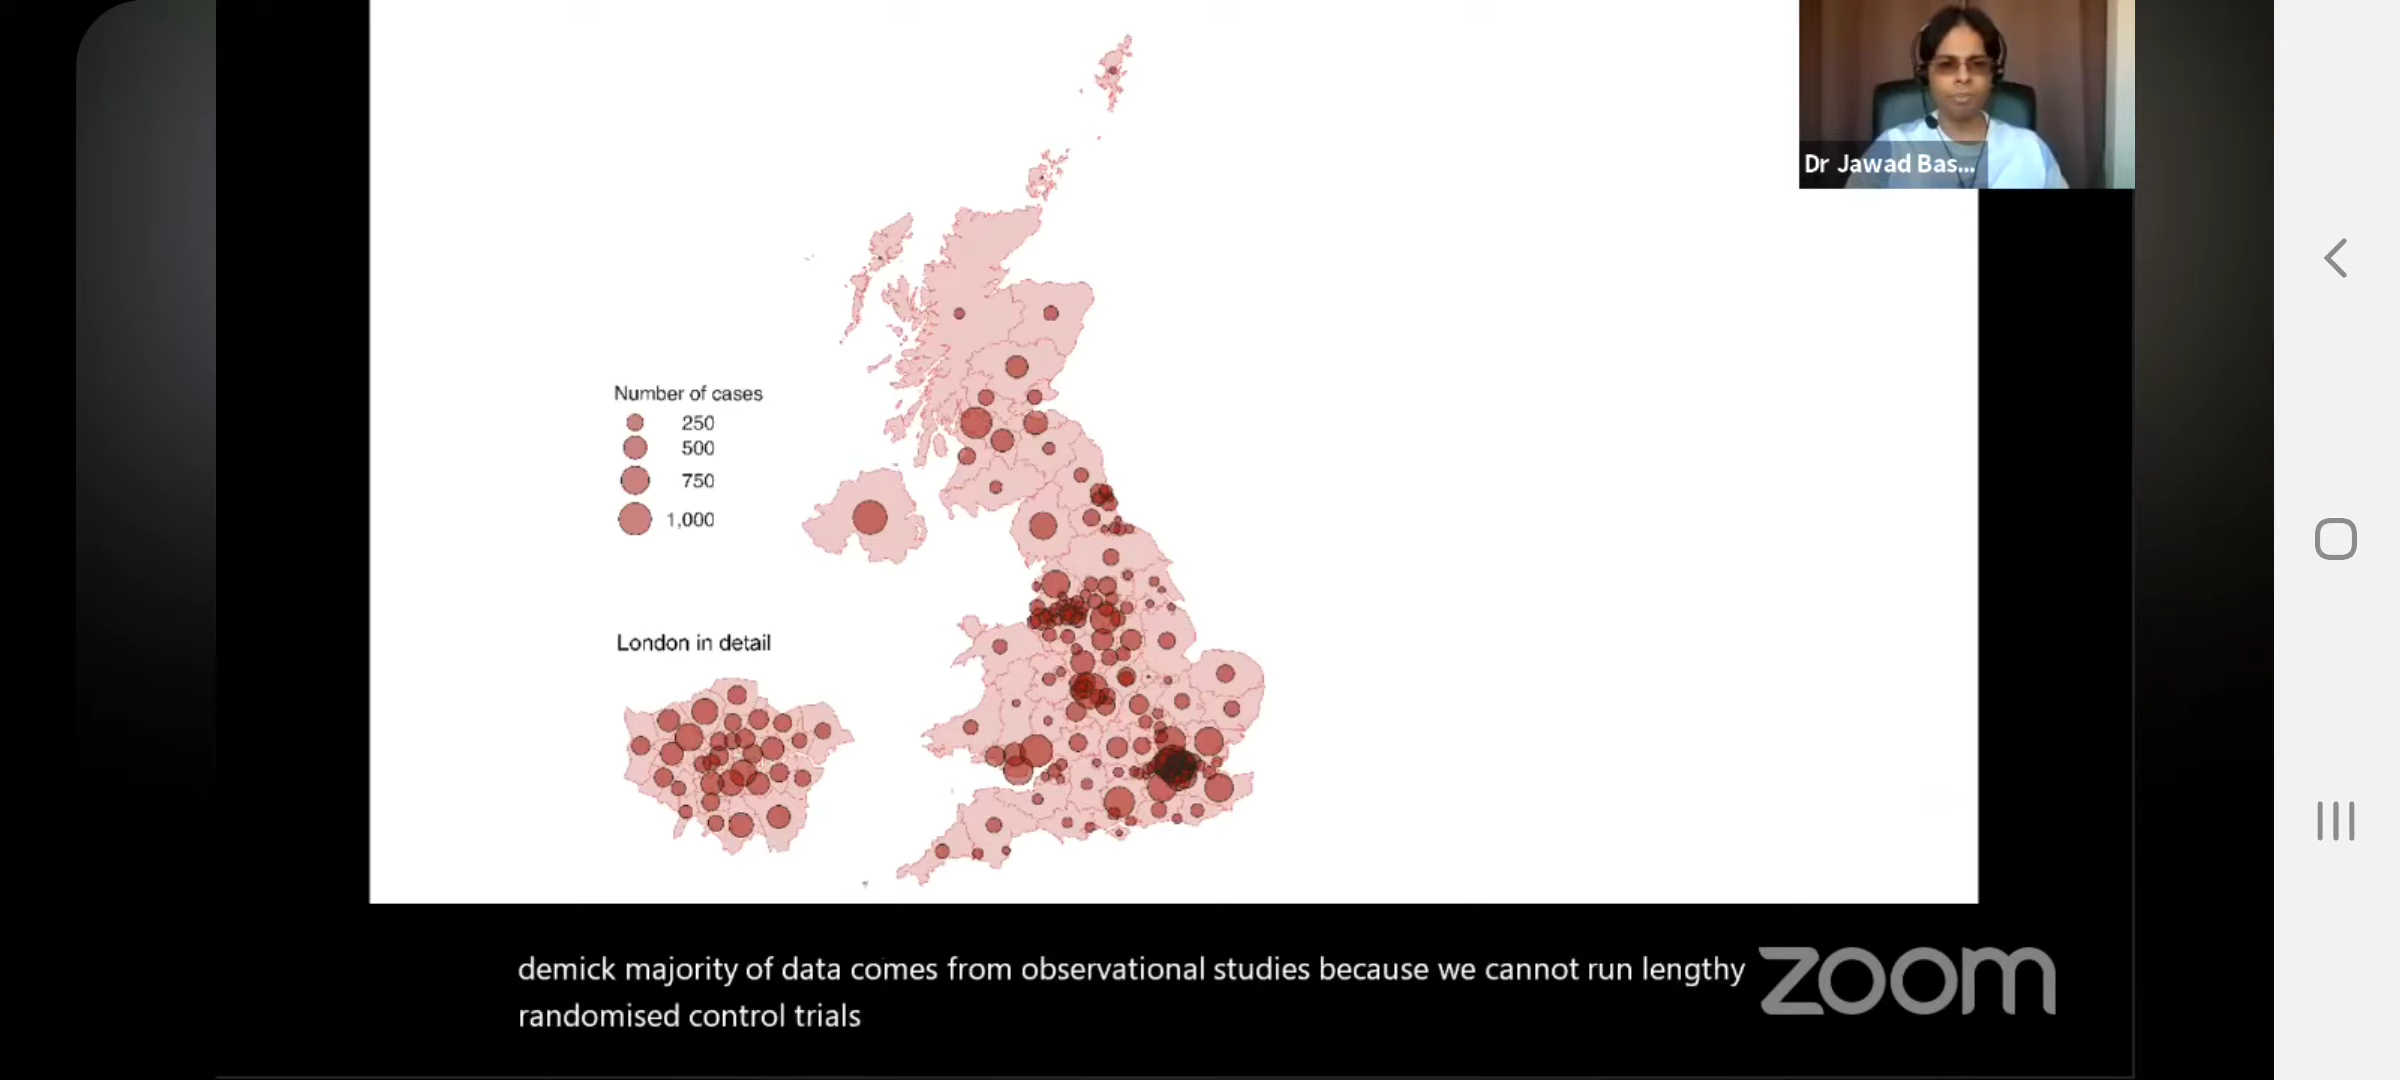 Dr Jawad Bas...
Number of cases
250
500
750
1,000
London in detail
demick majority of data comes from observational studies because we cannot run lengthy
randomised control trials
zoom